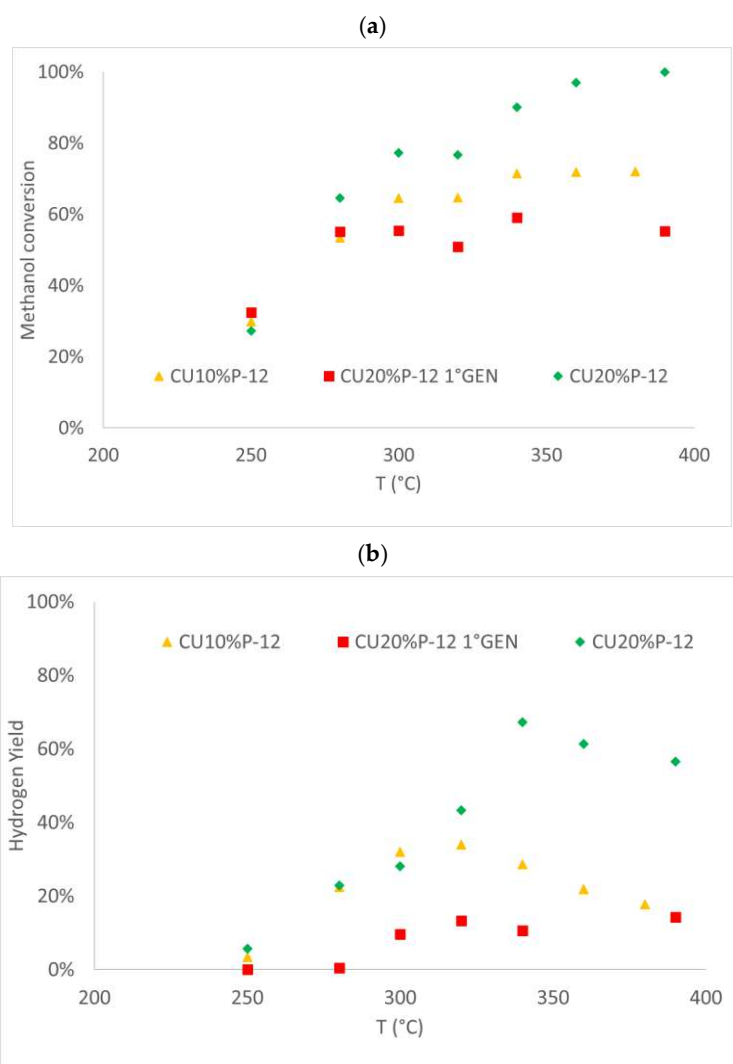 (a)
100%
80%
60%
40%
20%
0%
Methanol conversion
CU10%P-12 CU20%P-12 1°GEN CU20%P-12
200 250 300 350 400
T (°C)
(b)
100%
80%
60%
40%
20%
0%
Hydrogen Yield
CU10%P-12 CU20%P-12 1°GEN CU20%P-12
200 250 300 350 400
T (°C)